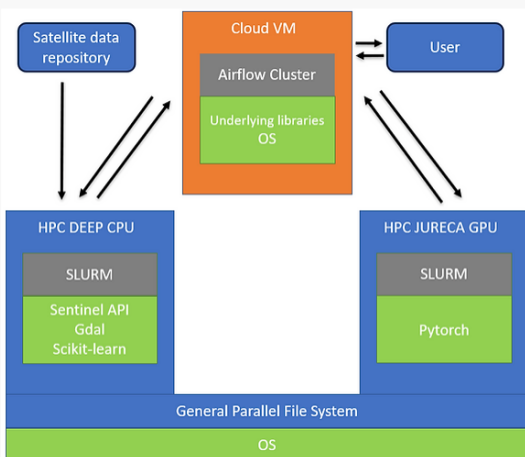 Satellite data
repository
Cloud VM
Airflow Cluster
Underlying libraries
OS
User
HPC DEEP CPU
SLURM
Sentinel API
Gdal
Scikit-learn
HPC JURECA GPU
SLURM
Pytorch
General Parallel File System
OS